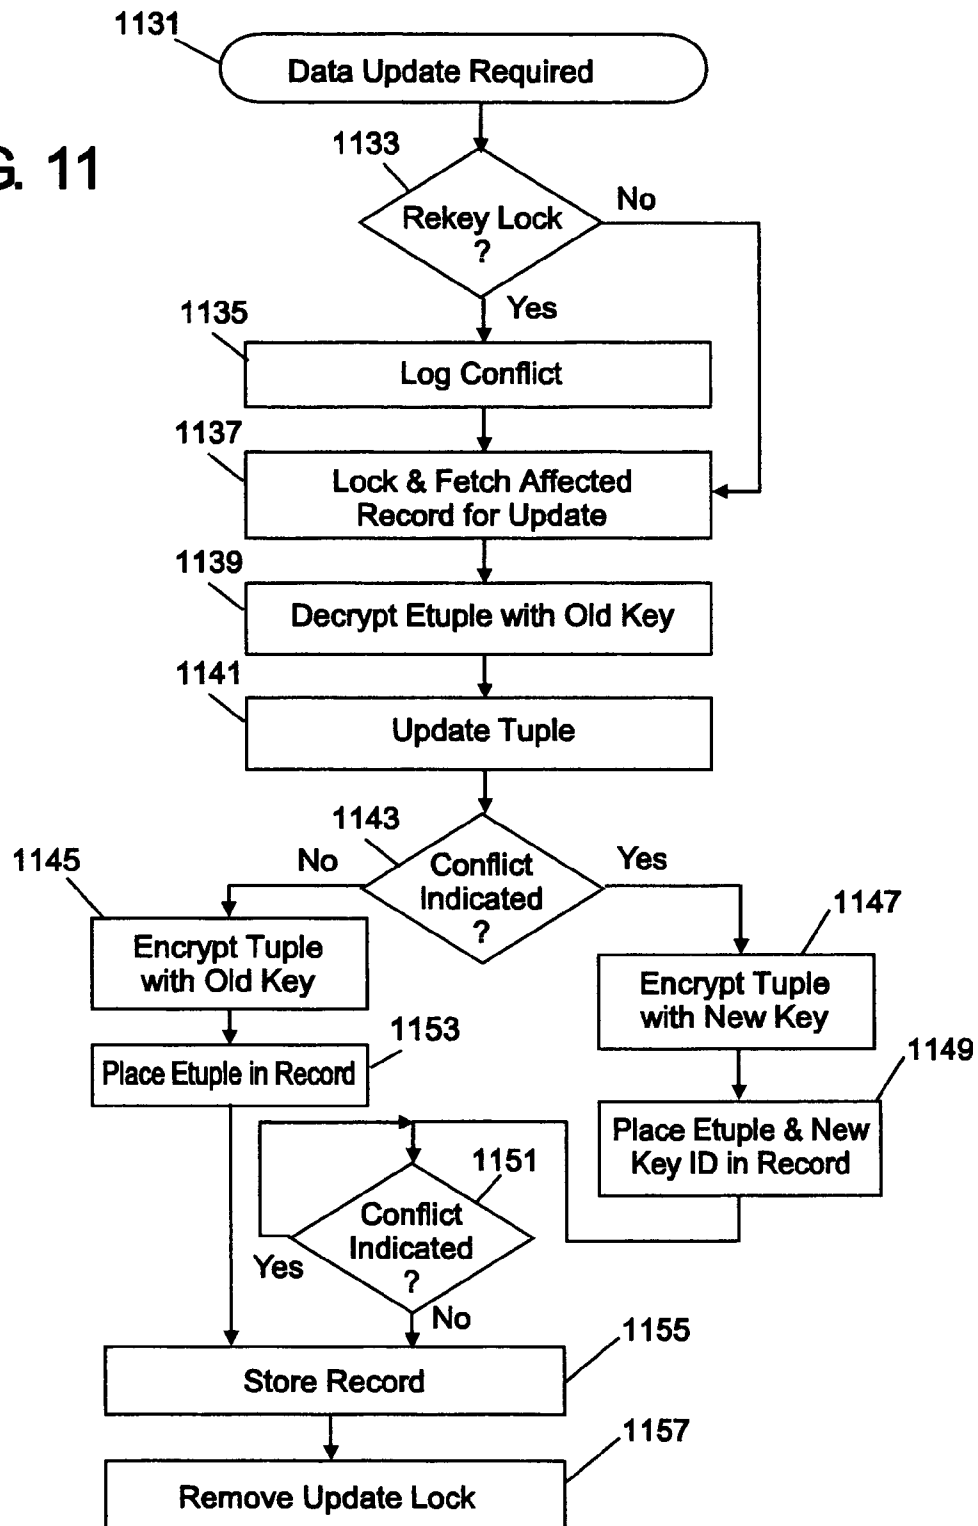 1131
Data Update Required
G. 11
1133
Rekey Lock
?
No
Yes
1135
Log Conflict
1137
Lock & Fetch Affected
Record for Update
1139
Decrypt Etuple with Old Key
1141
Update Tuple
1143
Conflict
Indicated
?
No
Yes
1145
Encrypt Tuple
with Old Key
1147
Encrypt Tuple
with New Key
1153
Place Etuple in Record
1149
Place Etuple & New
Key ID in Record
1151
Conflict
Indicated
?
Yes
No
1155
Store Record
1157
Remove Update Lock